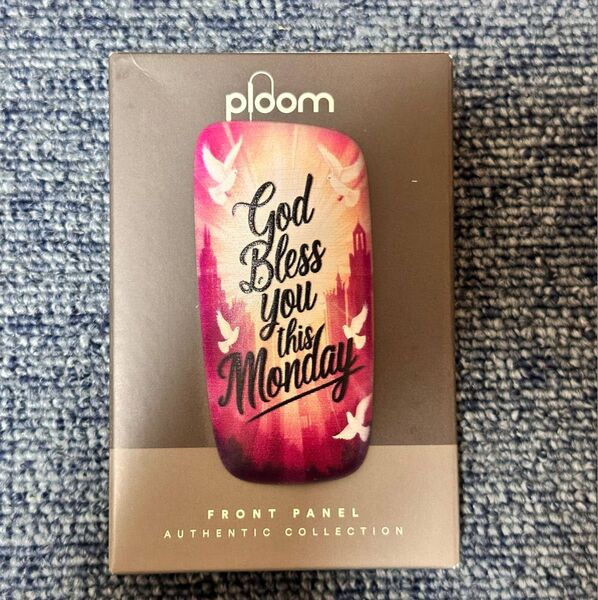 ploom
God
Bless
you
this
Monday
FRONT PANEL
AUTHENTIC COLLECTION